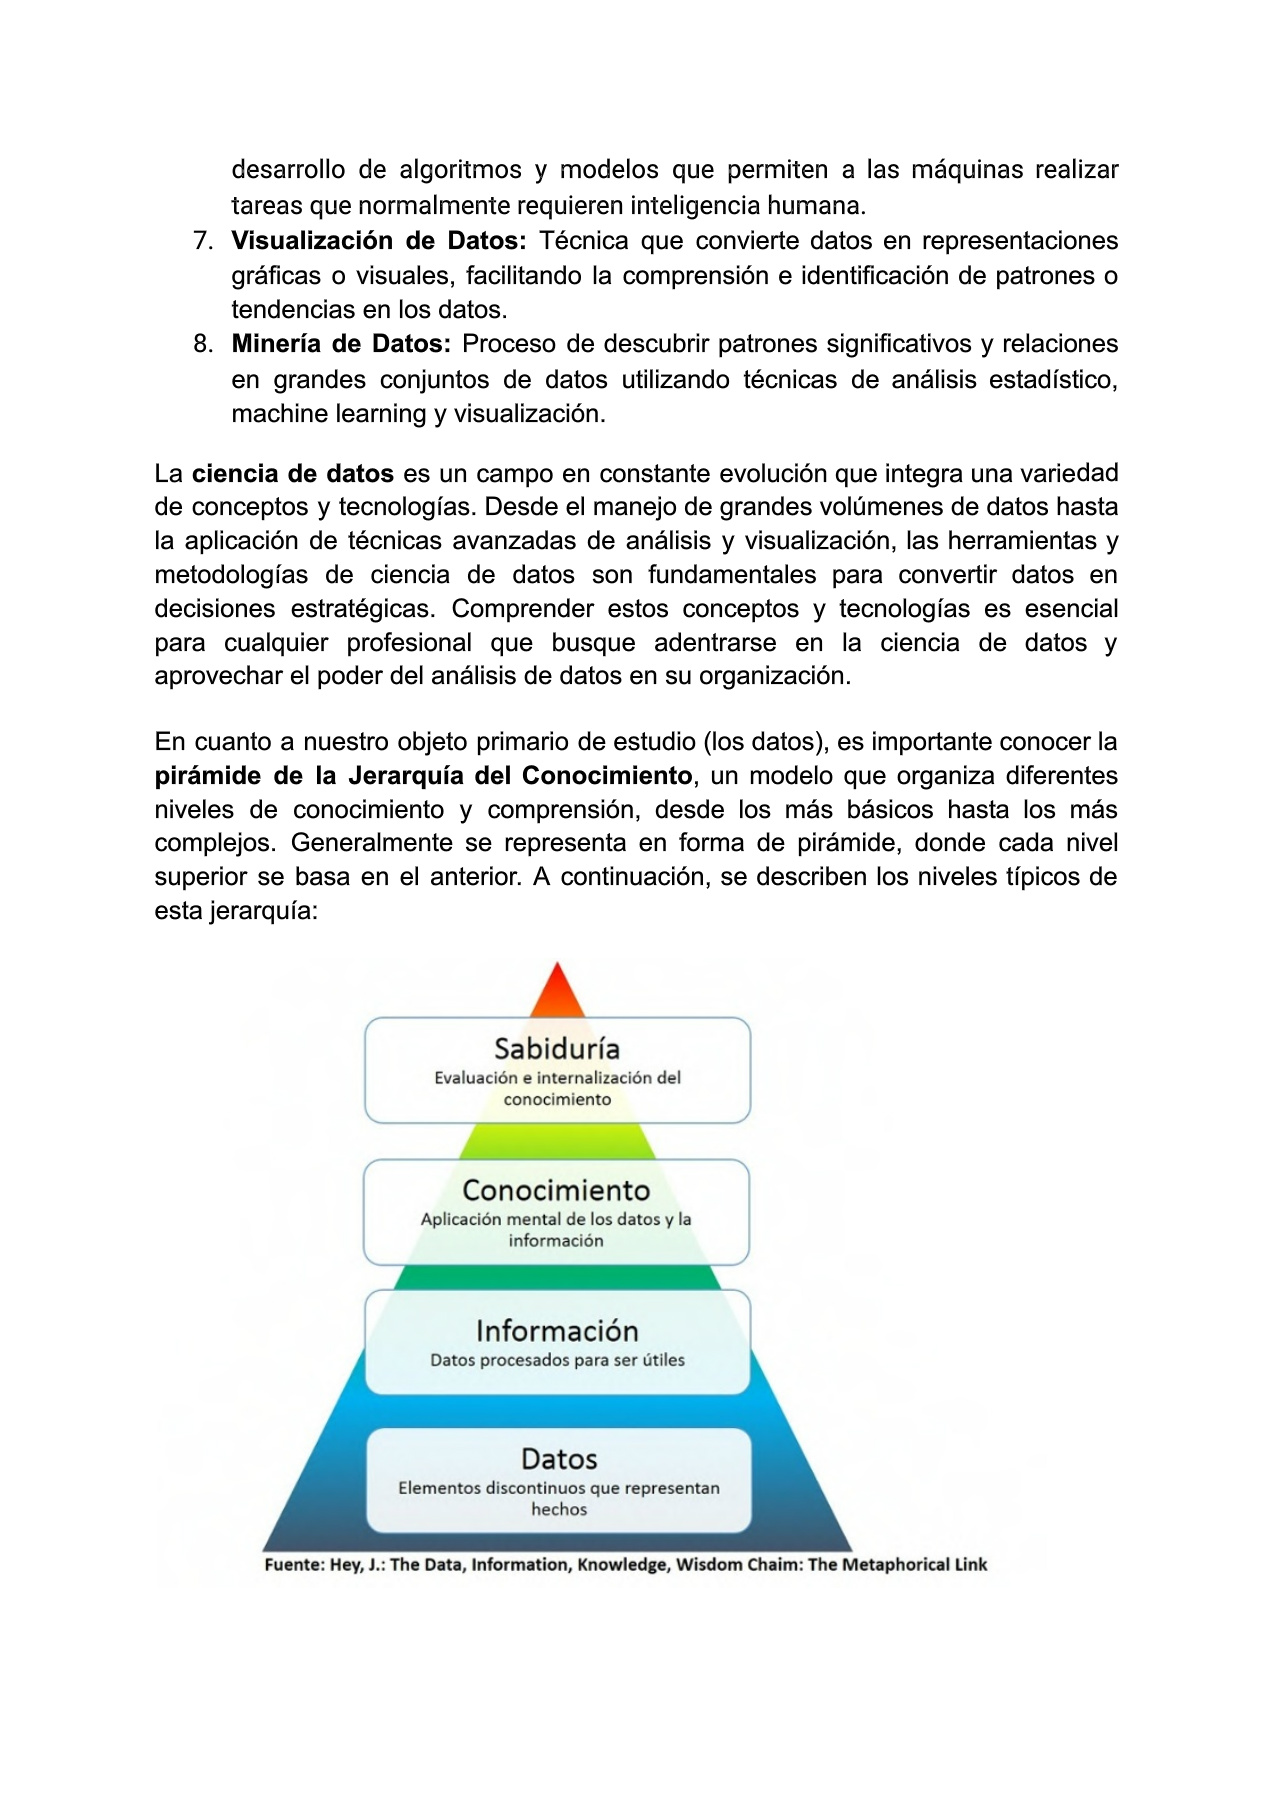 desarrollo de algoritmos y modelos que permiten a las máquinas realizar
tareas que normalmente requieren inteligencia humana.
7. Visualización de Datos: Técnica que convierte datos en representaciones
gráficas o visuales, facilitando la comprensión e identificación de patrones o
tendencias en los datos.
8. Minería de Datos: Proceso de descubrir patrones significativos y relaciones
en grandes conjuntos de datos utilizando técnicas de análisis estadístico,
machine learning y visualización.
La ciencia de datos es un campo en constante evolución que integra una variedad
de conceptos y tecnologías. Desde el manejo de grandes volúmenes de datos hasta
la aplicación de técnicas avanzadas de análisis y visualización, las herramientas y
metodologías de ciencia de datos son fundamentales para convertir datos en
decisiones estratégicas. Comprender estos conceptos y tecnologías es esencial
para cualquier profesional que busque adentrarse en la ciencia de datos y
aprovechar el poder del análisis de datos en su organización.
En cuanto a nuestro objeto primario de estudio (los datos), es importante conocer la
pirámide de la Jerarquía del Conocimiento, un modelo que organiza diferentes
niveles de conocimiento y comprensión, desde los más básicos hasta los más
complejos. Generalmente se representa en forma de pirámide, donde cada nivel
superior se basa en el anterior. A continuación, se describen los niveles típicos de
esta jerarquía:
Sabiduría
Evaluación e internalización del
conocimiento
Conocimiento
Aplicación mental de los datos y la
información
Información
Datos procesados para ser útiles
Datos
Elementos discontinuos que representan
hechos
Fuente: Hey, J.: The Data, Information, Knowledge, Wisdom Chaim: The Metaphorical Link